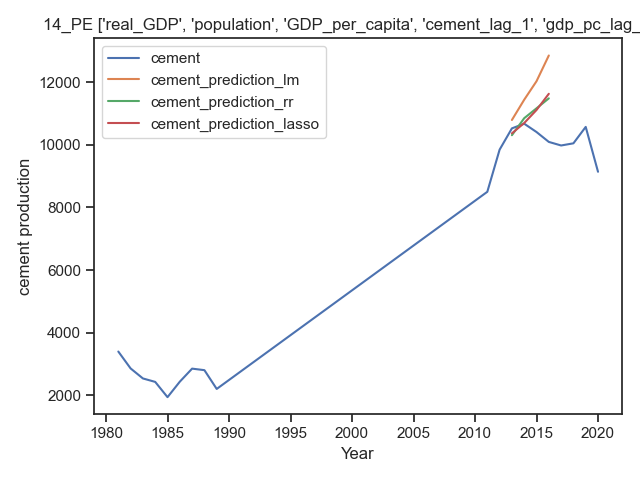 14_PE ['real_GDP', 'population', 'GDP_per_capita', 'cement_lag_1', 'gdp_pc_lag_
cement
cement_prediction_lm
cement_prediction_rr
cement_prediction_lasso
12000
10000
8000
6000
4000
2000
cement production
1980 1985 1990 1995 2000 2005 2010 2015 2020
Year